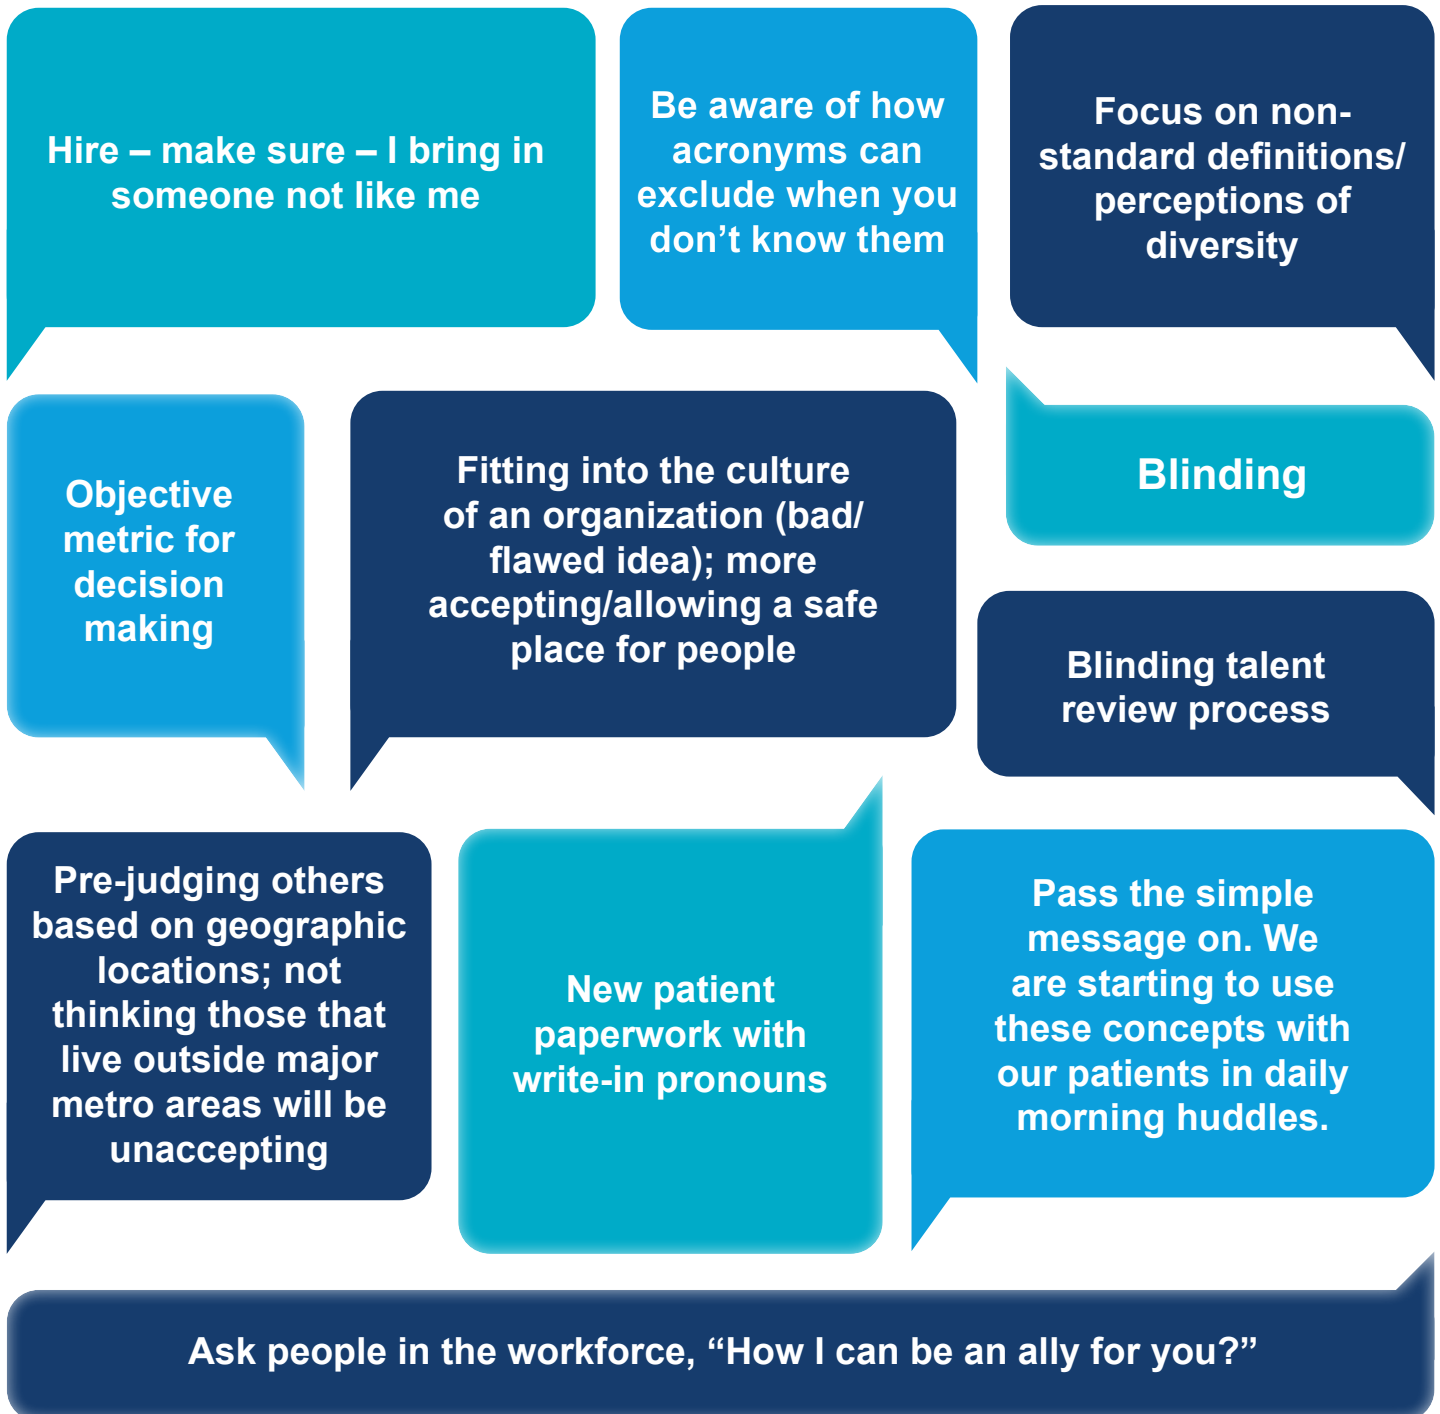 Hire – make sure – I bring in
someone not like me
Be aware of how
acronyms can
exclude when you
don’t know them
Focus on non-
standard definitions/
perceptions of
diversity
Objective
metric for
decision
making
Fitting into the culture
of an organization (bad/
flawed idea); more
accepting/allowing a safe
place for people
Blinding
Blinding talent
review process
Pre-judging others
based on geographic
locations; not
thinking those that
live outside major
metro areas will be
unaccepting
New patient
paperwork with
write-in pronouns
Pass the simple
message on. We
are starting to use
these concepts with
our patients in daily
morning huddles.
Ask people in the workforce, “How I can be an ally for you?”